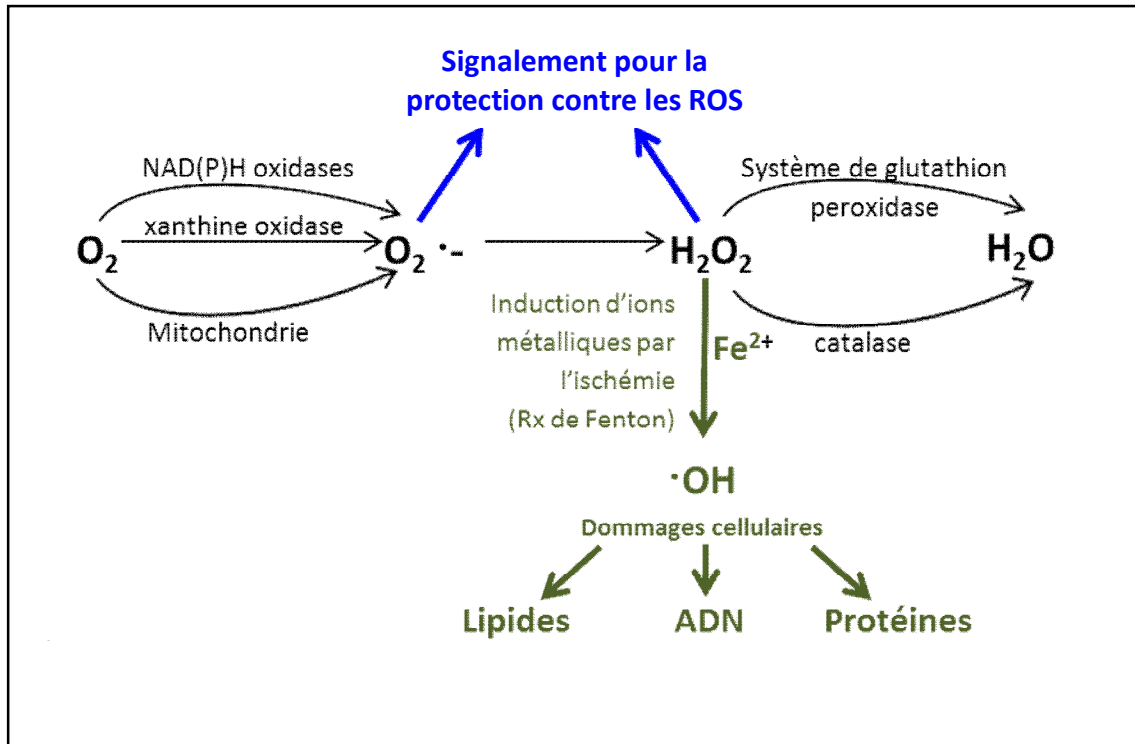 Signalement pour la
protection contre les ROS
NAD(P)H oxidases
Système de glutathion
peroxidase
xanthine oxidase
O₂
O₂ ·-
H₂O₂
H₂O
Mitochondrie
catalase
Induction d'ions
métalliques par
l'ischémie
(Rx de Fenton)
Fe²⁺
·OH
Dommages cellulaires
Lipides
ADN
Protéines